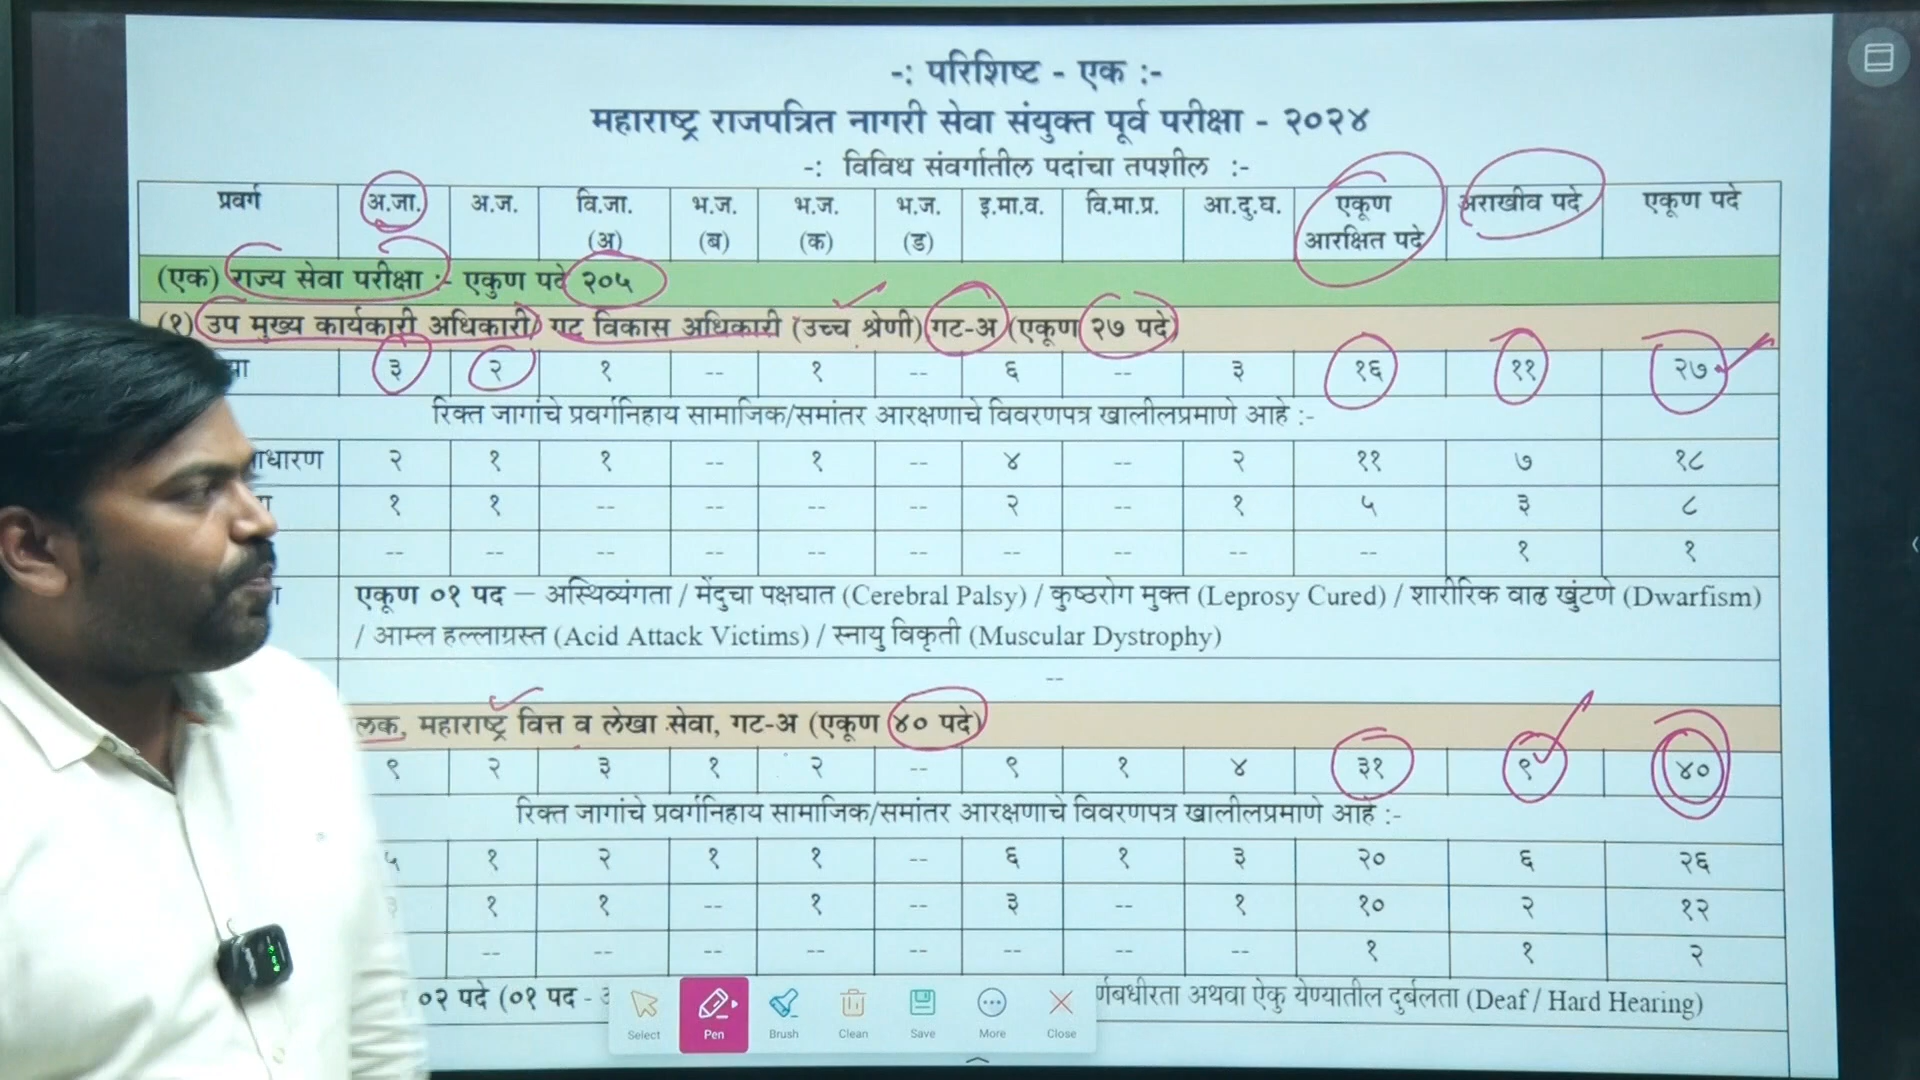 -: परिशिष्ट - एक :-
महाराष्ट्र राजपत्रित नागरी सेवा संयुक्त पूर्व परीक्षा - २०२४
-: विविध संवर्गातील पदांचा तपशील :-
प्रवर्ग अ.जा. अ.ज. वि.जा. (अ) भ.ज. (ब) भ.ज. (क) भ.ज. (ड) इ.मा.व. वि.मा.प्र. आ.दु.घ. एकूण आरक्षित पदे अराखीव पदे एकूण पदे
(एक) राज्य सेवा परीक्षा :- एकुण पदे २०५
(१) उप मुख्य कार्यकारी अधिकारी/ गट विकास अधिकारी (उच्च श्रेणी) गट-अ (एकूण २७ पदे)
३ २ १ -- १ -- ६ -- ३ १६ ११ २७
रिक्त जागांचे प्रवर्गनिहाय सामाजिक/समांतर आरक्षणाचे विवरणपत्र खालीलप्रमाणे आहे :-
२ १ १ -- १ -- ४ -- २ ११ ७ १८
१ १ -- -- -- -- २ -- १ ५ ३ ८
-- -- -- -- -- -- -- -- -- -- १ १
एकूण ०१ पद – अस्थिव्यंगता / मेंदुचा पक्षघात (Cerebral Palsy) / कुष्ठरोग मुक्त (Leprosy Cured) / शारीरिक वाढ खुंटणे (Dwarfism)
/ आम्ल हल्लाग्रस्त (Acid Attack Victims) / स्नायु विकृती (Muscular Dystrophy)
--
लक, महाराष्ट्र वित्त व लेखा सेवा, गट-अ (एकूण ४० पदे)
९ २ ३ १ २ -- ९ १ ४ ३१ ९ ४०
रिक्त जागांचे प्रवर्गनिहाय सामाजिक/समांतर आरक्षणाचे विवरणपत्र खालीलप्रमाणे आहे :-
५ १ २ १ १ -- ६ १ ३ २० ६ २६
३ १ १ -- १ -- ३ -- १ १० २ १२
-- -- -- -- -- -- -- -- १ १ २
०२ पदे (०१ पद - र्णबधीरता अथवा ऐकु येण्यातील दुर्बलता (Deaf / Hard Hearing)
Select Pen Brush Clean Save More Close